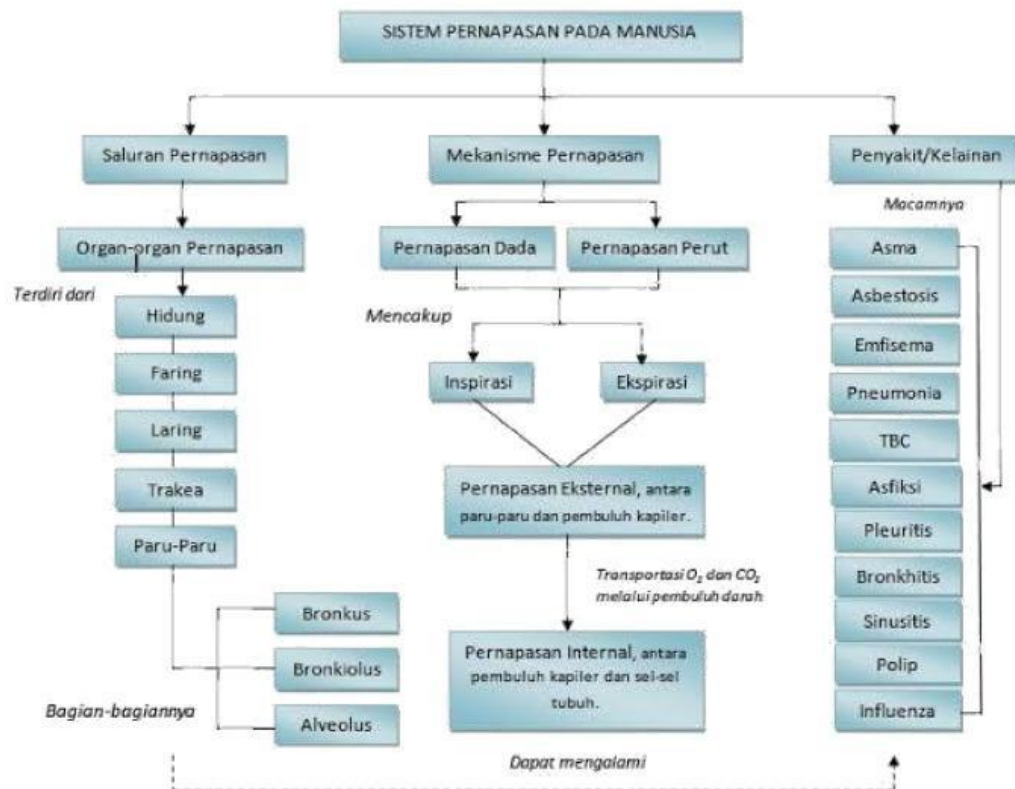 SISTEM PERNAPASAN PADA MANUSIA
Saluran Pernapasan
Mekanisme Pernapasan
Penyakit/Kelainan
Macamnya
Organ-organ Pernapasan
Pernapasan Dada
Pernapasan Perut
Terdiri dari
Mencakup
Hidung
Faring
Laring
Trakea
Paru-Paru
Bronkus
Bronkiolus
Alveolus
Bagian-bagiannya
Inspirasi
Ekspirasi
Pernapasan Eksternal, antara
paru-paru dan pembuluh kapiler.
Transportasi O₂ dan CO₂
melalui pembuluh darah
Pernapasan Internal, antara
pembuluh kapiler dan sel-sel
tubuh.
Asma
Asbestosis
Emfisema
Pneumonia
TBC
Asfiksi
Pleuritis
Bronkhitis
Sinusitis
Polip
Influenza
Dapat mengalami